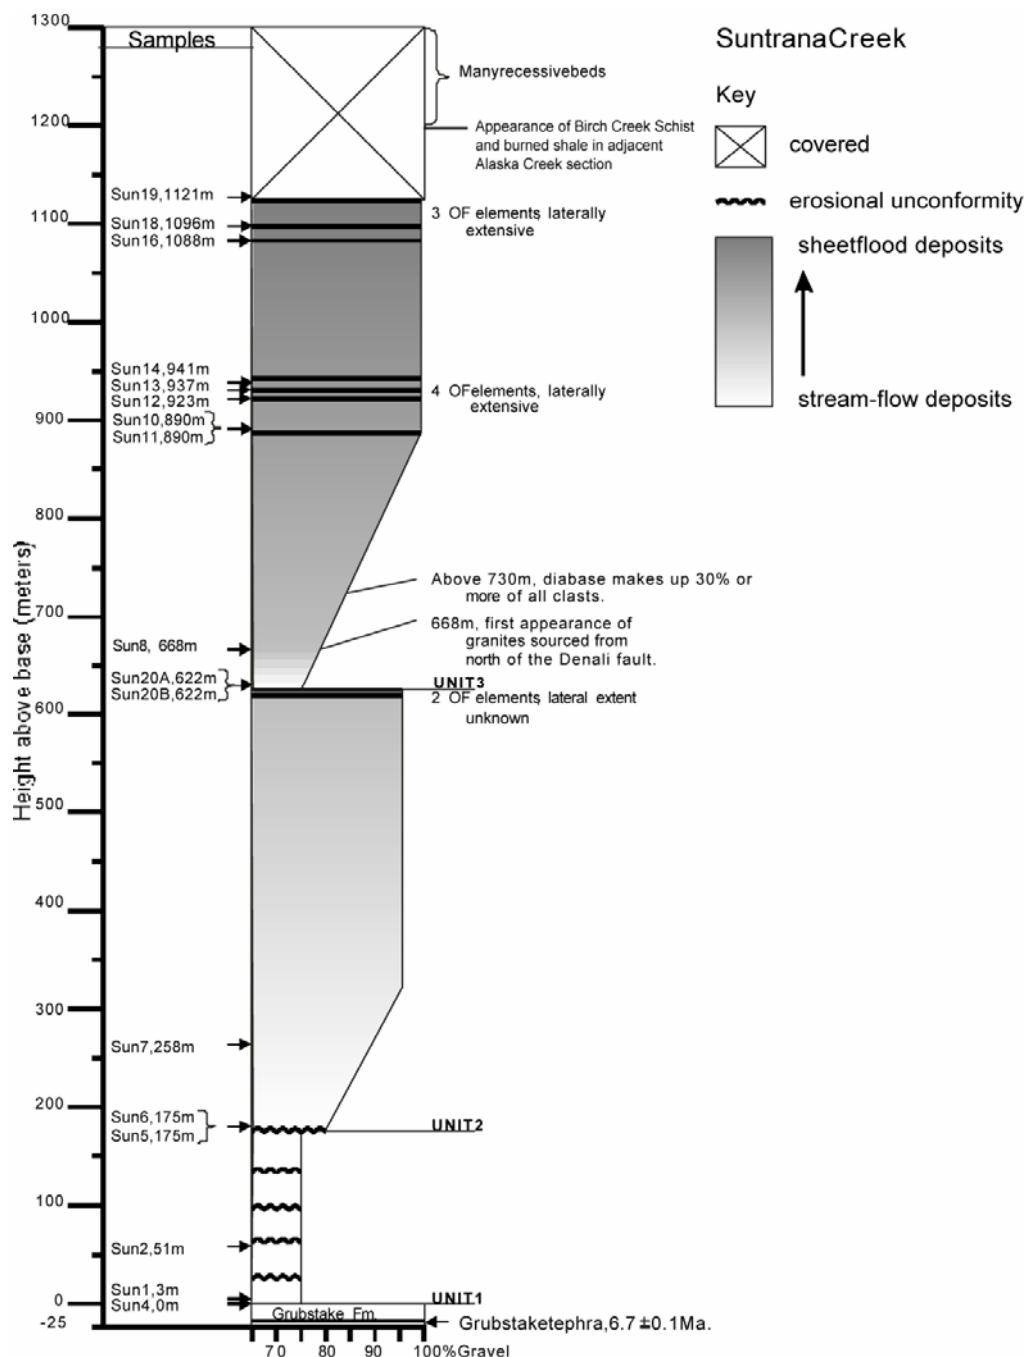 1300
Samples
SuntranaCreek
Manyrecessivebeds
Key
1200
Appearance of Birch Creek Schist
and burned shale in adjacent
Alaska Creek section
covered
Sun19,1121m
erosional unconformity
1100
3 OF elements, laterally
extensive
Sun18,1096m
Sun16,1088m
sheetflood deposits
1000
Sun14,941m
Sun13,937m
Sun12,923m
4 OFelements, laterally
extensive
stream-flow deposits
900
Sun10,890m
Sun11,890m
800
Above 730m, diabase makes up 30% or
more of all clasts.
700
668m, first appearance of
granites sourced from
north of the Denali fault.
Sun8, 668m
Sun20A,622m
Sun20B,622m
UNIT3
2 OF elements lateral extent
unknown
600
Height above base (meters)
500
400
300
Sun7,258m
200
Sun6,175m
Sun5,175m
UNIT2
100
Sun2,51m
Sun1,3m
Sun4,0m
UNIT1
0
-25
Grubstake Fm.
Grubstaketephra,6.7 ±0.1Ma.
70 80 90 100%Gravel